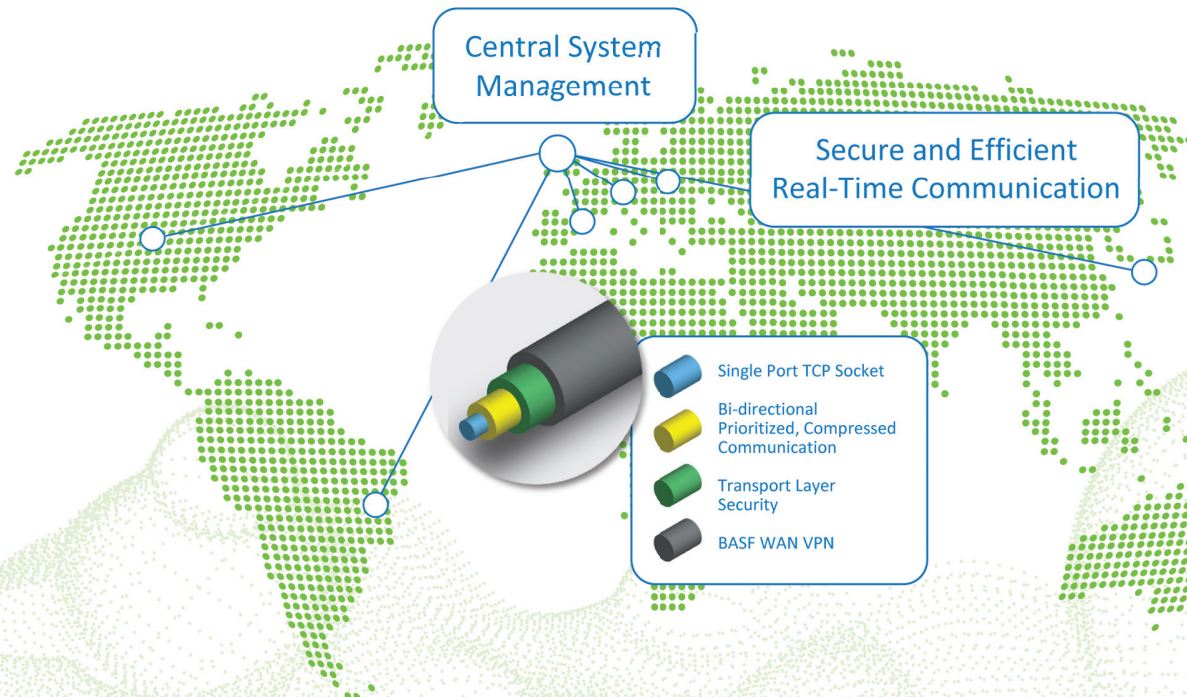 Central System
Management
Secure and Efficient
Real-Time Communication
Single Port TCP Socket
Bi-directional
Prioritized, Compressed
Communication
Transport Layer
Security
BASF WAN VPN